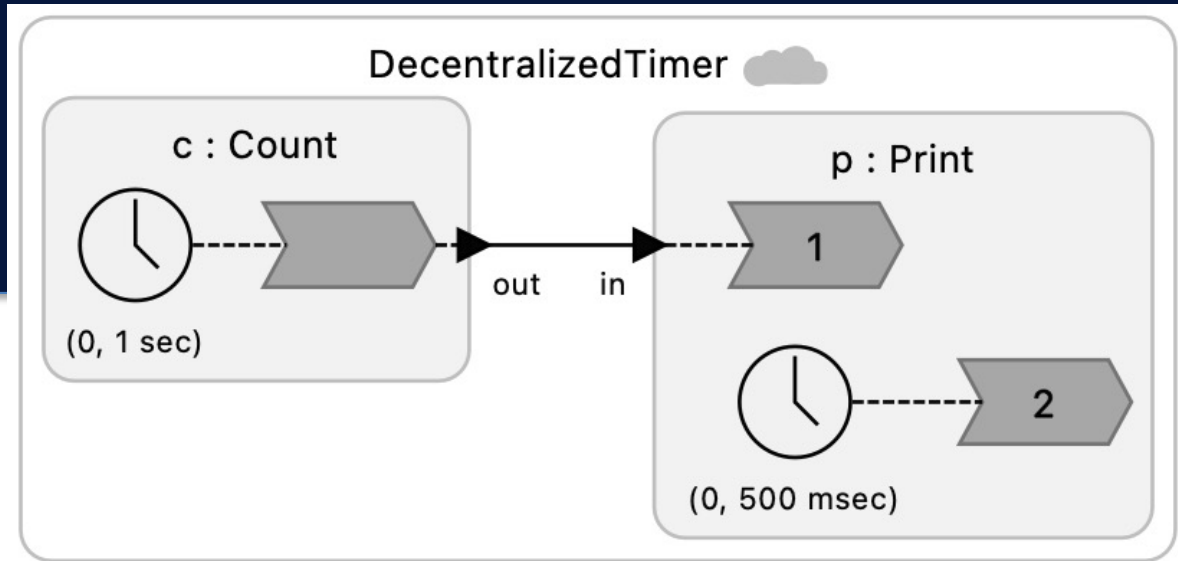 DecentralizedTimer
c : Count
(0, 1 sec)
out
in
p : Print
1
2
(0, 500 msec)